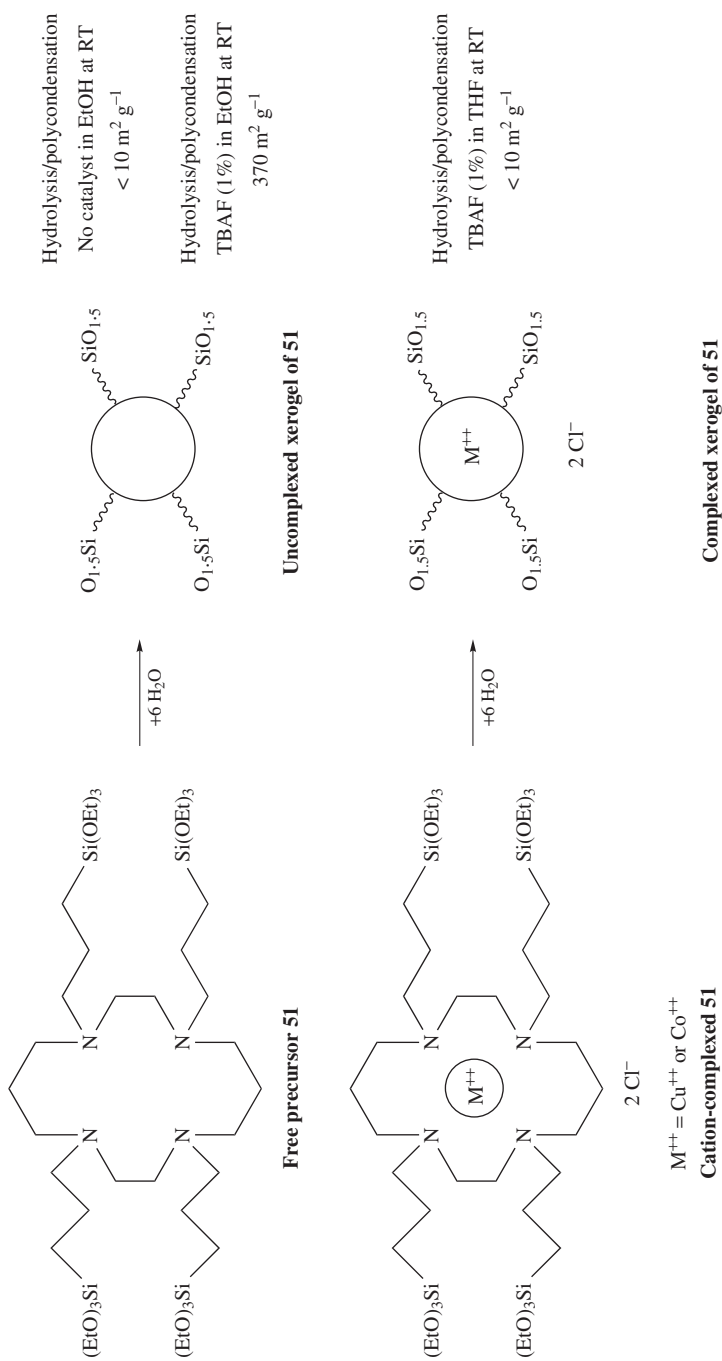 (EtO)₃Si
Si(OEt)₃
N
N
N
N
(EtO)₃Si
Si(OEt)₃
Free precursor 51
+6 H₂O
O₁·₅Si
SiO₁·₅
O₁·₅Si
SiO₁·₅
Uncomplexed xerogel of 51
Hydrolysis/polycondensation
No catalyst in EtOH at RT
< 10 m² g⁻¹
Hydrolysis/polycondensation
TBAF (1%) in EtOH at RT
370 m² g⁻¹
(EtO)₃Si
Si(OEt)₃
N
N
M⁺⁺
N
N
(EtO)₃Si
Si(OEt)₃
2 Cl⁻
M⁺⁺ = Cu⁺⁺ or Co⁺⁺
Cation-complexed 51
+6 H₂O
O₁.₅Si
SiO₁.₅
M⁺⁺
O₁.₅Si
SiO₁.₅
2 Cl⁻
Complexed xerogel of 51
Hydrolysis/polycondensation
TBAF (1%) in THF at RT
< 10 m² g⁻¹